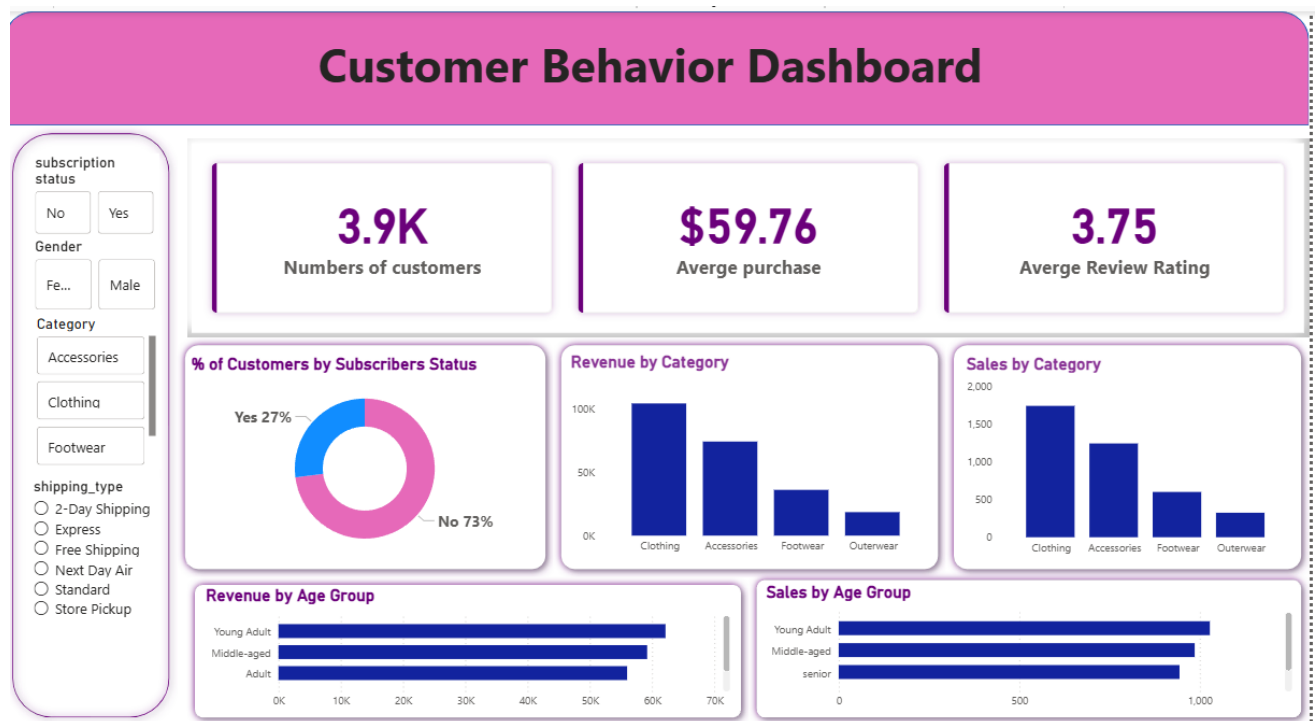 Customer Behavior Dashboard
subscription
status
No
Yes
Gender
Fe...
Male
Category
Accessories
Clothing
Footwear
shipping_type
2-Day Shipping
Express
Free Shipping
Next Day Air
Standard
Store Pickup
3.9K
Numbers of customers
$59.76
Averge purchase
3.75
Averge Review Rating
% of Customers by Subscribers Status
Yes 27%
No 73%
Revenue by Category
100K
50K
0K
Clothing Accessories Footwear Outerwear
Sales by Category
2,000
1,500
1,000
500
0
Clothing Accessories Footwear Outerwear
Revenue by Age Group
Young Adult
Middle-aged
Adult
0K 10K 20K 30K 40K 50K 60K 70K
Sales by Age Group
Young Adult
Middle-aged
senior
0 500 1,000